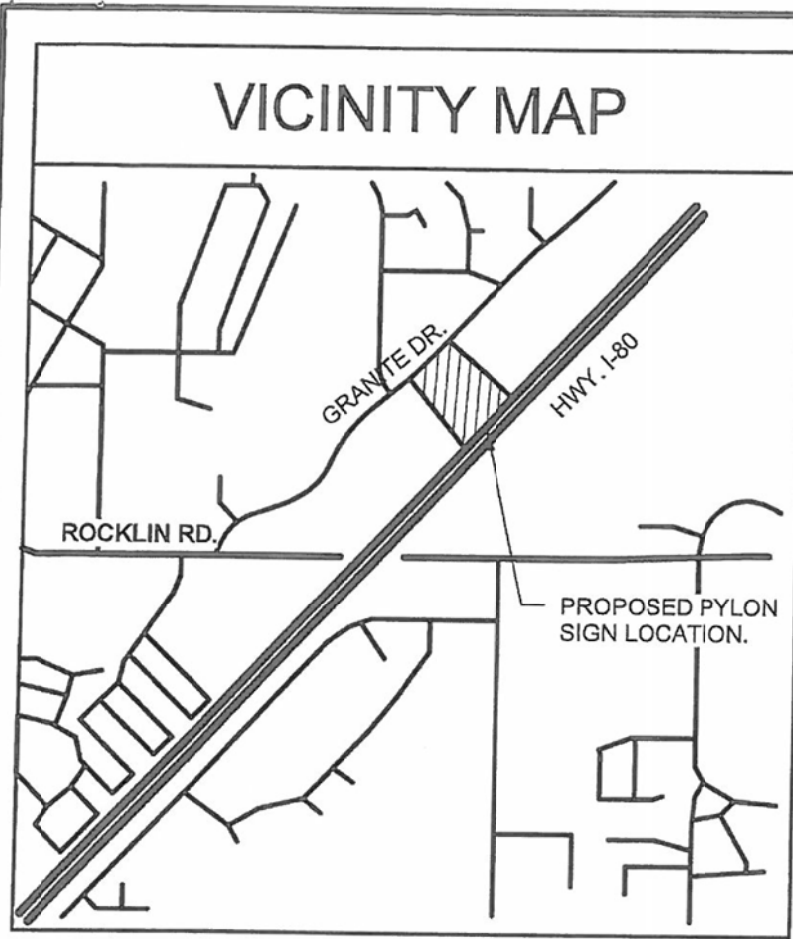 VICINITY MAP
GRANITE DR.
HWY. I-80
ROCKLIN RD.
PROPOSED PYLON
SIGN LOCATION.